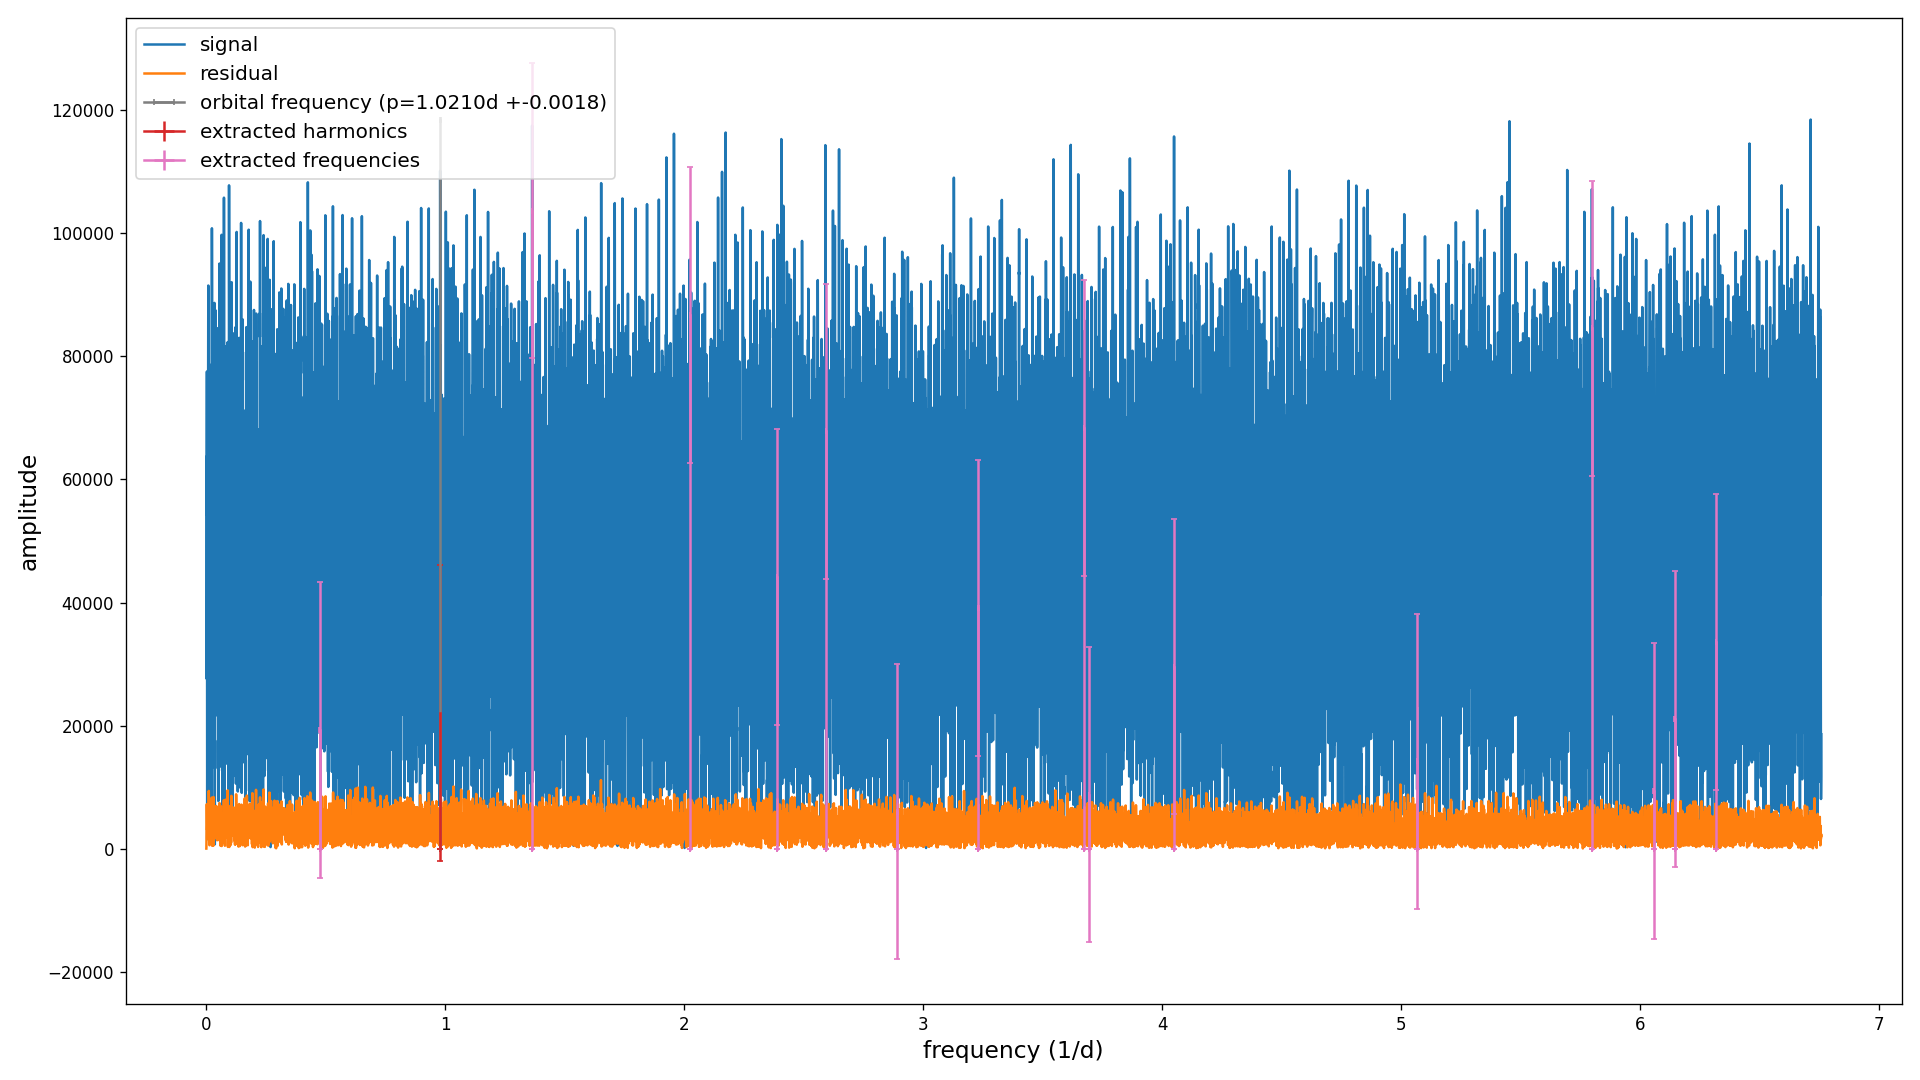 signal
residual
orbital frequency (p=1.0210d +-0.0018)
extracted harmonics
extracted frequencies
120000
100000
80000
60000
40000
20000
0
−20000
amplitude
0 1 2 3 4 5 6 7
frequency (1/d)